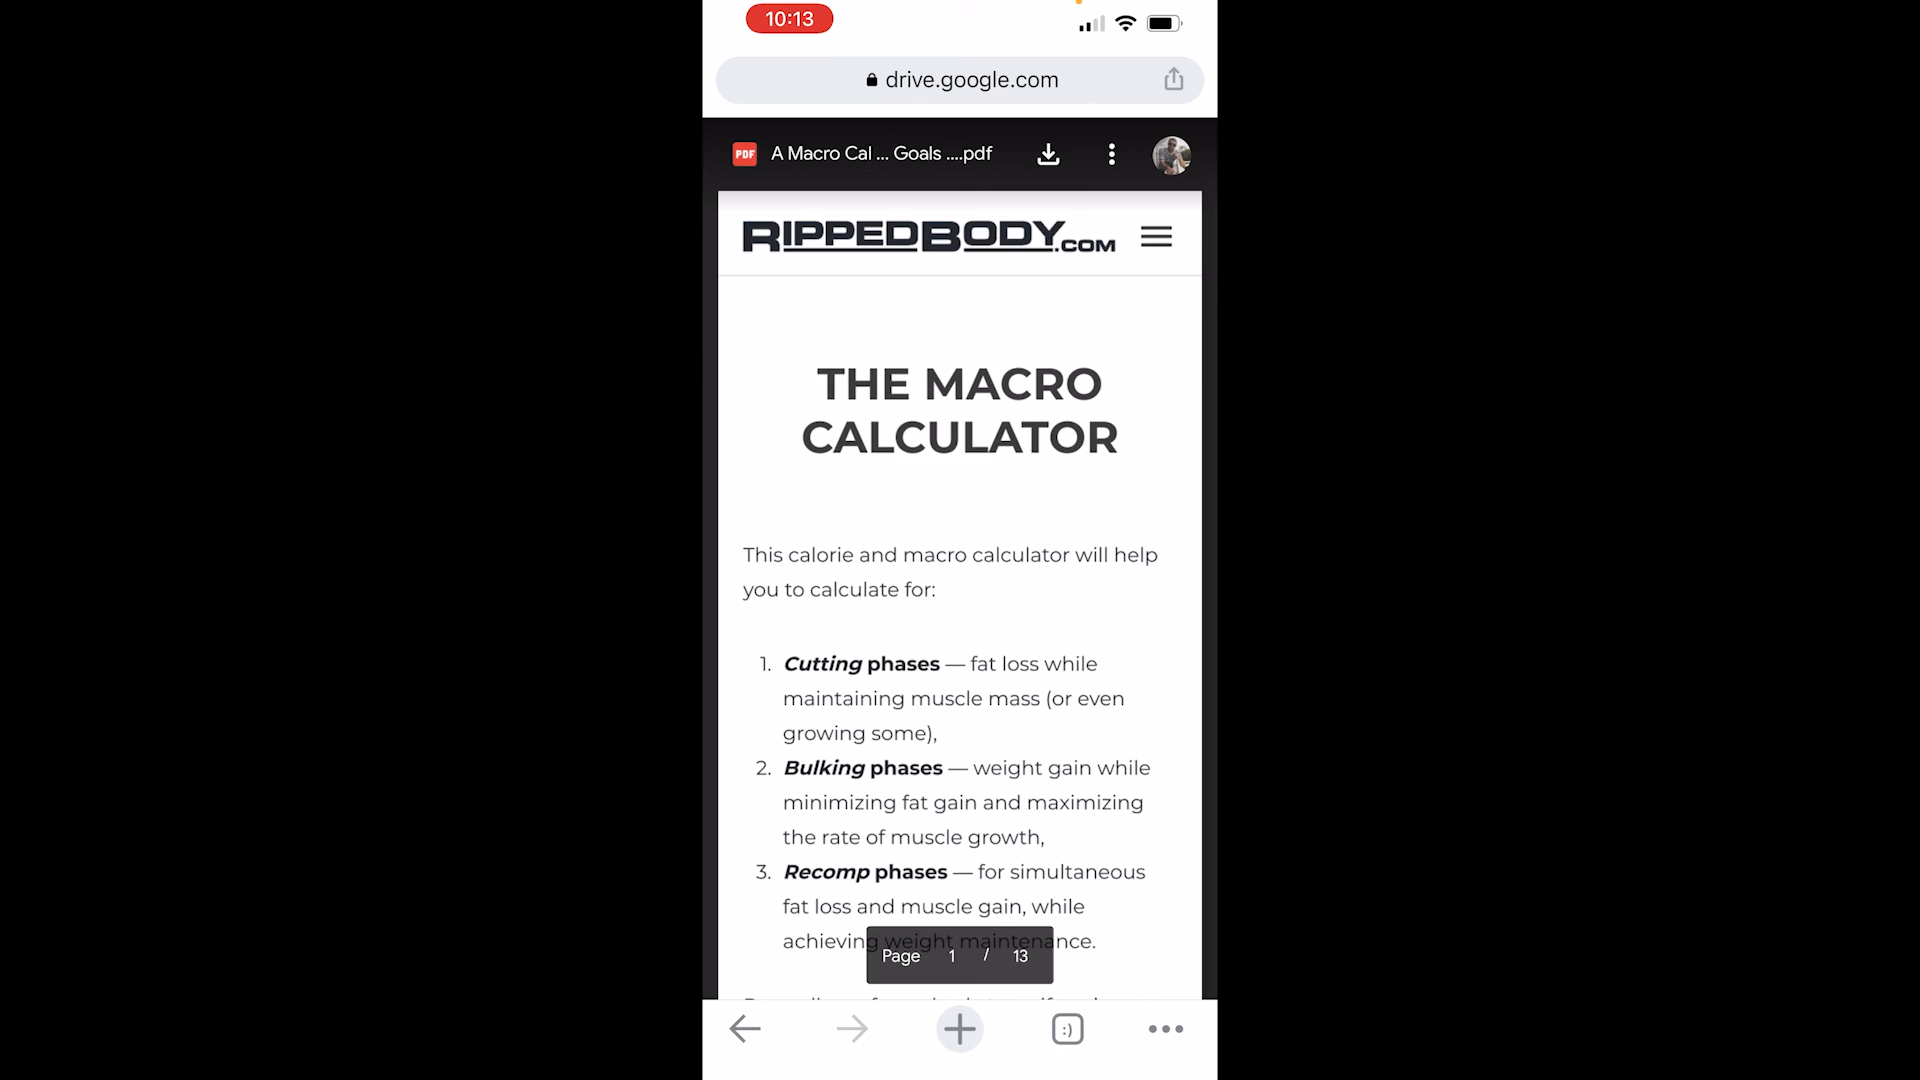 10:13
drive.google.com
PDF A Macro Cal ... Goals ....pdf
RIPPEDBODY.COM
THE MACRO
CALCULATOR
This calorie and macro calculator will help
you to calculate for:
1. Cutting phases — fat loss while
maintaining muscle mass (or even
growing some),
2. Bulking phases — weight gain while
minimizing fat gain and maximizing
the rate of muscle growth,
3. Recomp phases — for simultaneous
fat loss and muscle gain, while
achieving weight maintenance.
Page 1 / 13
:)